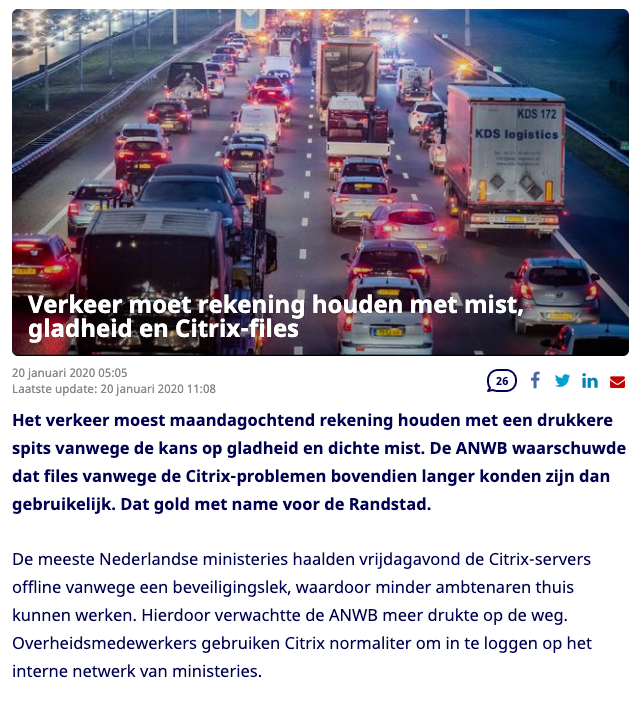 KDS 172
KDS logistics
Verkeer moet rekening houden met mist,
gladheid en Citrix-files
20 januari 2020 05:05
Laatste update: 20 januari 2020 11:08
26
Het verkeer moest maandagochtend rekening houden met een drukkere
spits vanwege de kans op gladheid en dichte mist. De ANWB waarschuwde
dat files vanwege de Citrix-problemen bovendien langer konden zijn dan
gebruikelijk. Dat gold met name voor de Randstad.
De meeste Nederlandse ministeries haalden vrijdagavond de Citrix-servers
offline vanwege een beveiligingslek, waardoor minder ambtenaren thuis
kunnen werken. Hierdoor verwachtte de ANWB meer drukte op de weg.
Overheidsmedewerkers gebruiken Citrix normaliter om in te loggen op het
interne netwerk van ministeries.